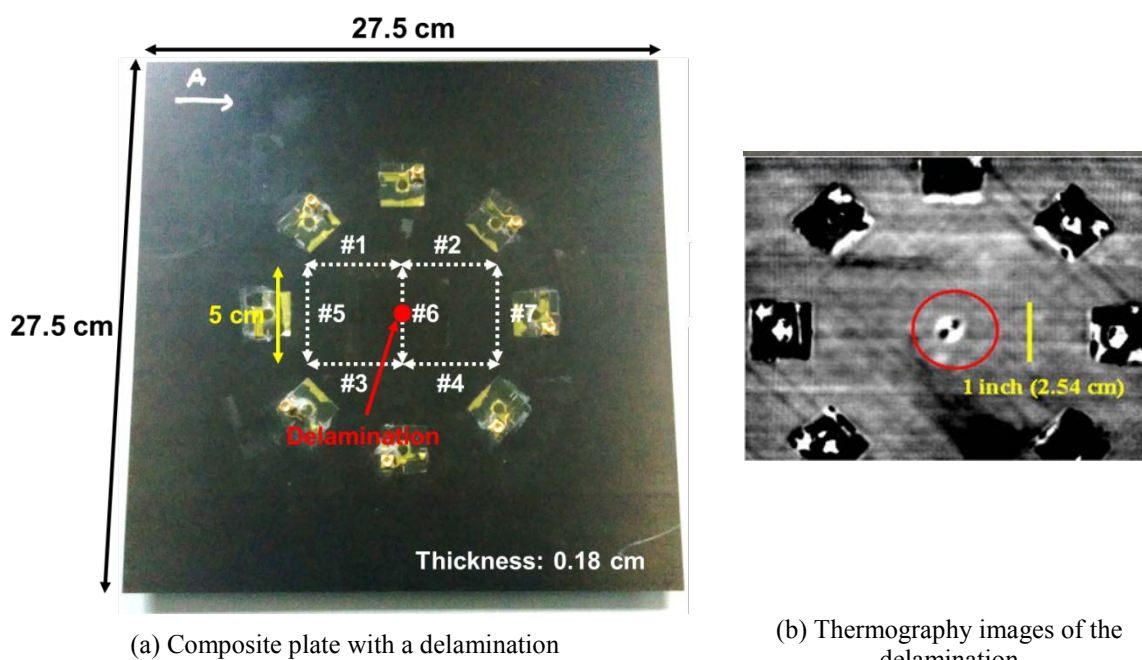 27.5 cm
A
27.5 cm
#1
#2
5 cm
#5
#6
#7
#3
#4
Delamination
Thickness: 0.18 cm
1 inch (2.54 cm)
(a) Composite plate with a delamination
(b) Thermography images of the
delamination